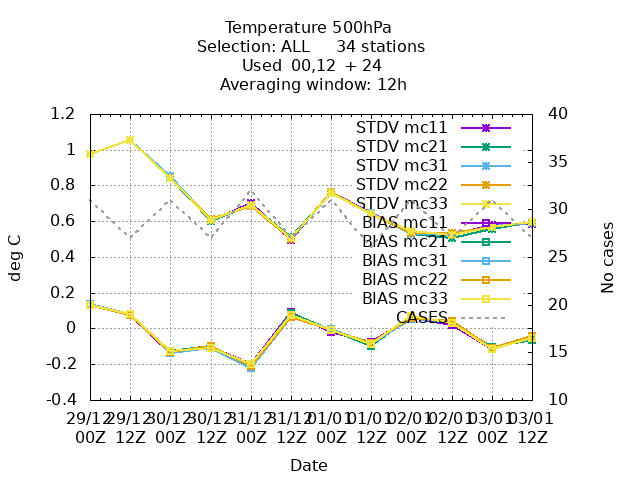 Temperature 500hPa
Selection: ALL 34 stations
Used 00,12 + 24
Averaging window: 12h
1.2
1
0.8
0.6
0.4
0.2
0
-0.2
-0.4
deg C
40
35
30
25
20
15
10
No cases
STDV mc11
STDV mc21
STDV mc31
STDV mc22
STDV mc33
BIAS mc11
BIAS mc21
BIAS mc31
BIAS mc22
BIAS mc33
CASES
29/12 29/12 30/12 30/12 31/12 31/12 01/01 01/01 02/01 02/01 03/01 03/01
00Z 12Z 00Z 12Z 00Z 12Z 00Z 12Z 00Z 12Z 00Z 12Z
Date